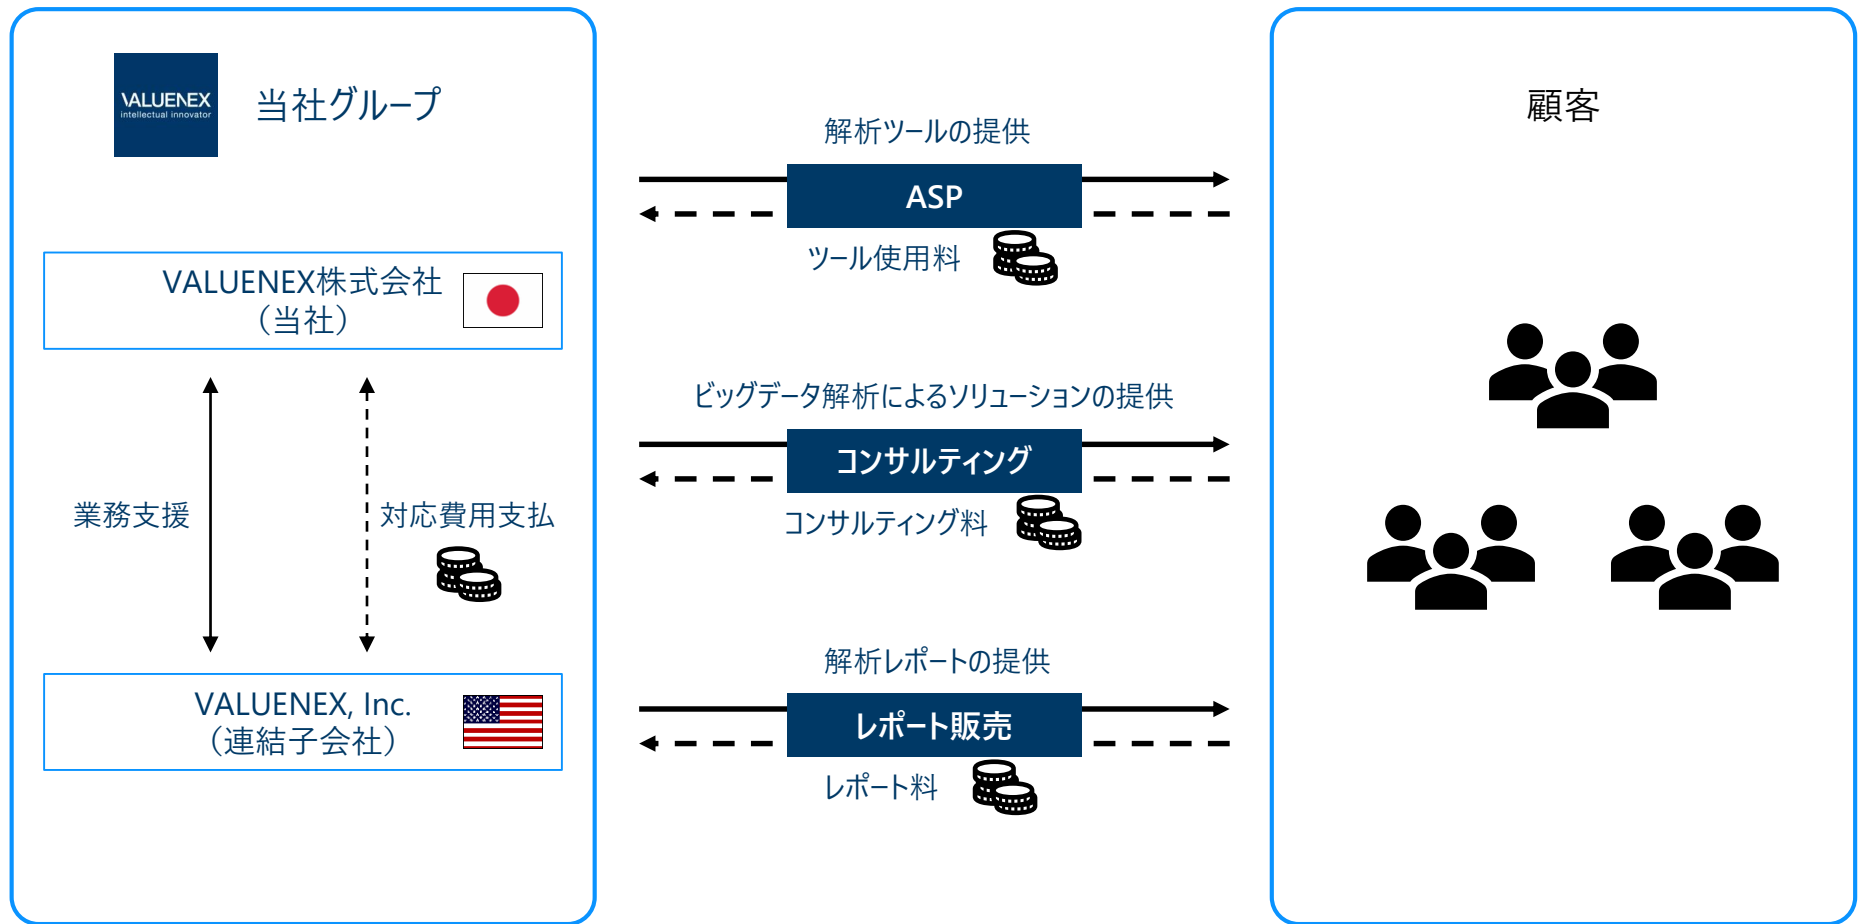 VALUENEX
intellectual innovator
当社グループ
VALUENEX株式会社
（当社）
業務支援
対応費用支払
VALUENEX, Inc.
（連結子会社）
解析ツールの提供
ASP
ツール使用料
ビッグデータ解析によるソリューションの提供
コンサルティング
コンサルティング料
解析レポートの提供
レポート販売
レポート料
顧客